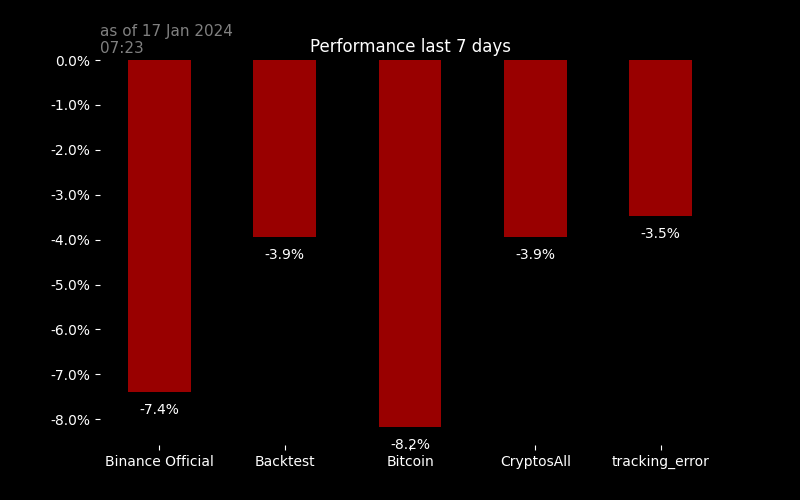 as of 17 Jan 2024
07:23
Performance last 7 days
0.0%
-1.0%
-2.0%
-3.0%
-4.0%
-5.0%
-6.0%
-7.0%
-8.0%
-7.4%
-3.9%
-8.2%
-3.9%
-3.5%
Binance Official
Backtest
Bitcoin
CryptosAll
tracking_error